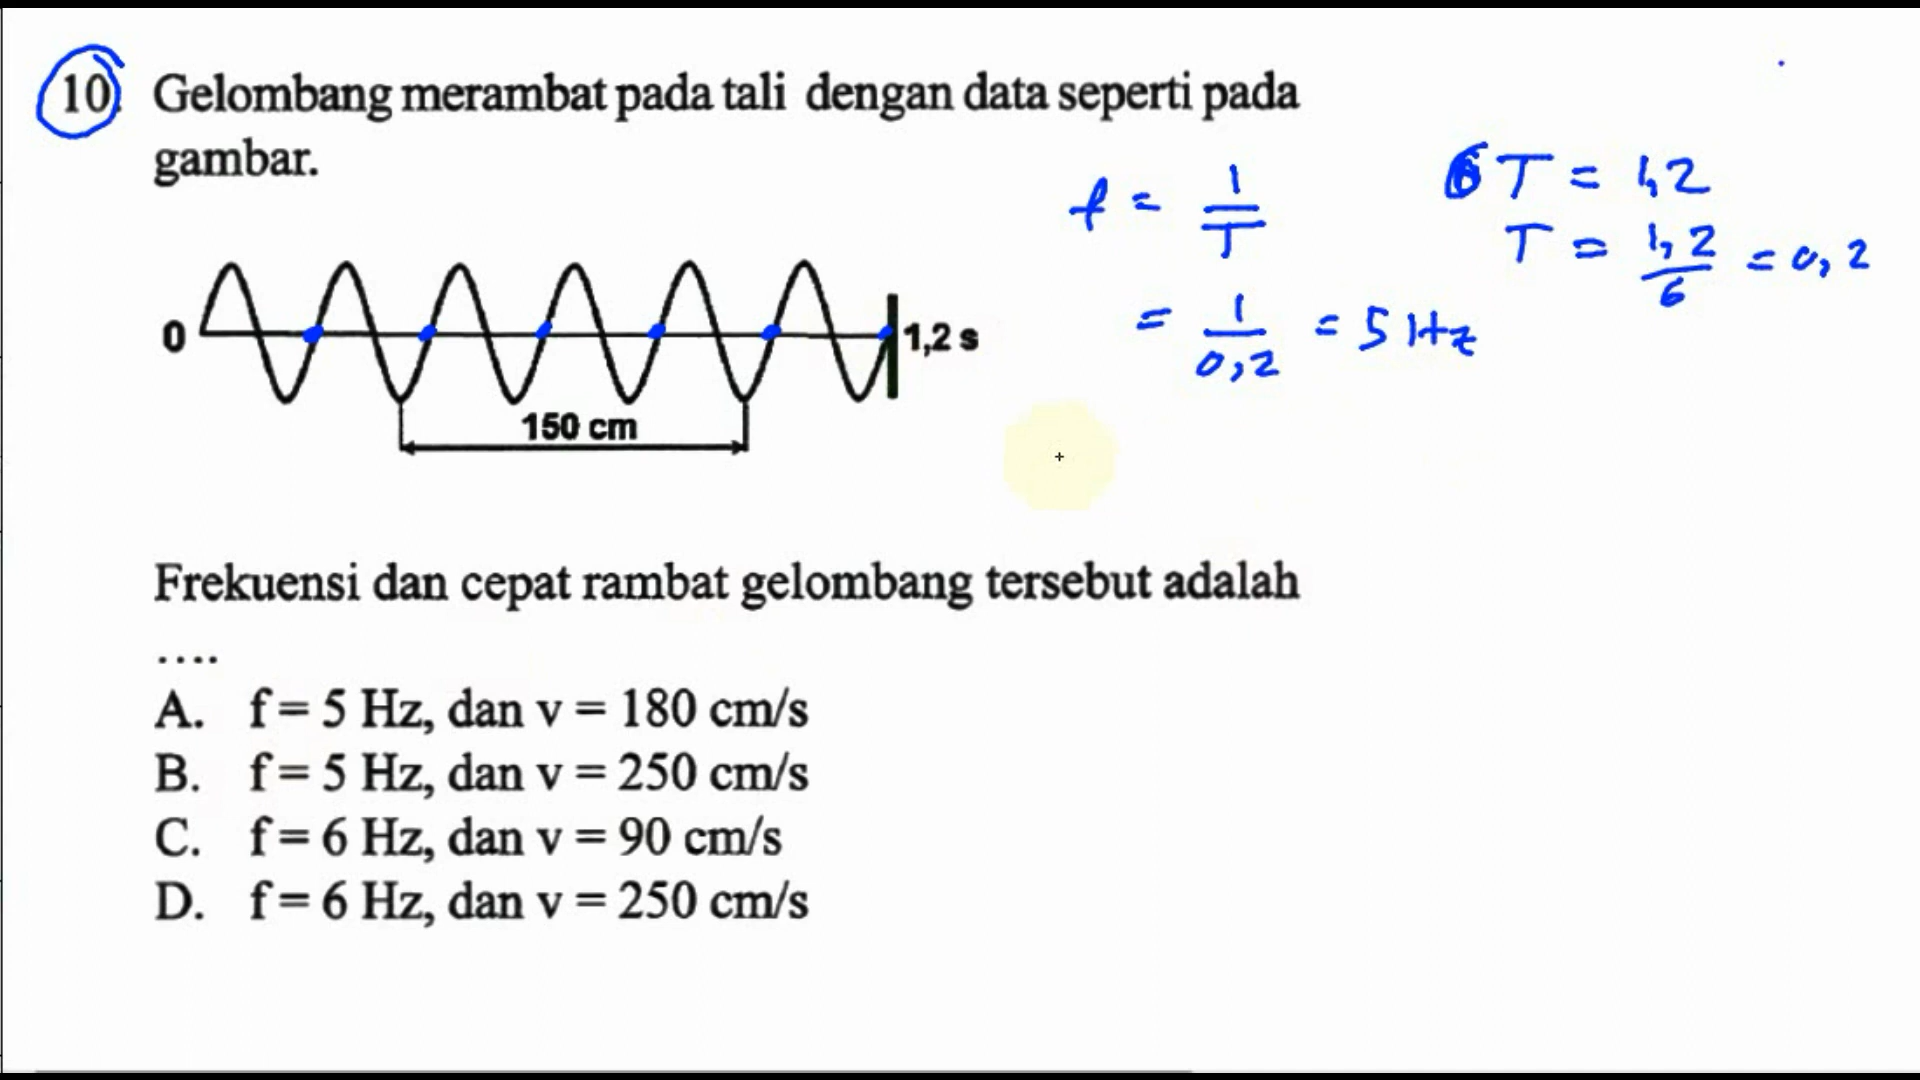 10. Gelombang merambat pada tali dengan data seperti pada
gambar.
f = 1/T
6T = 1,2
T = 1,2/6 = 0,2
= 1/0,2 = 5 Hz
0
1,2 s
150 cm
Frekuensi dan cepat rambat gelombang tersebut adalah
....
A. f = 5 Hz, dan v = 180 cm/s
B. f = 5 Hz, dan v = 250 cm/s
C. f = 6 Hz, dan v = 90 cm/s
D. f = 6 Hz, dan v = 250 cm/s